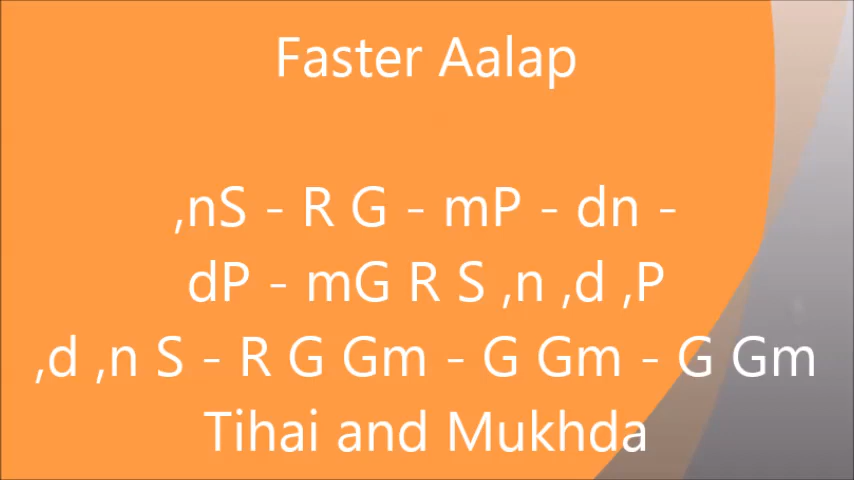 Faster Aalap
,nS - R G - mP - dn -
dP - mG R S ,n ,d ,P
,d ,n S - R G Gm - G Gm - G Gm
Tihai and Mukhda